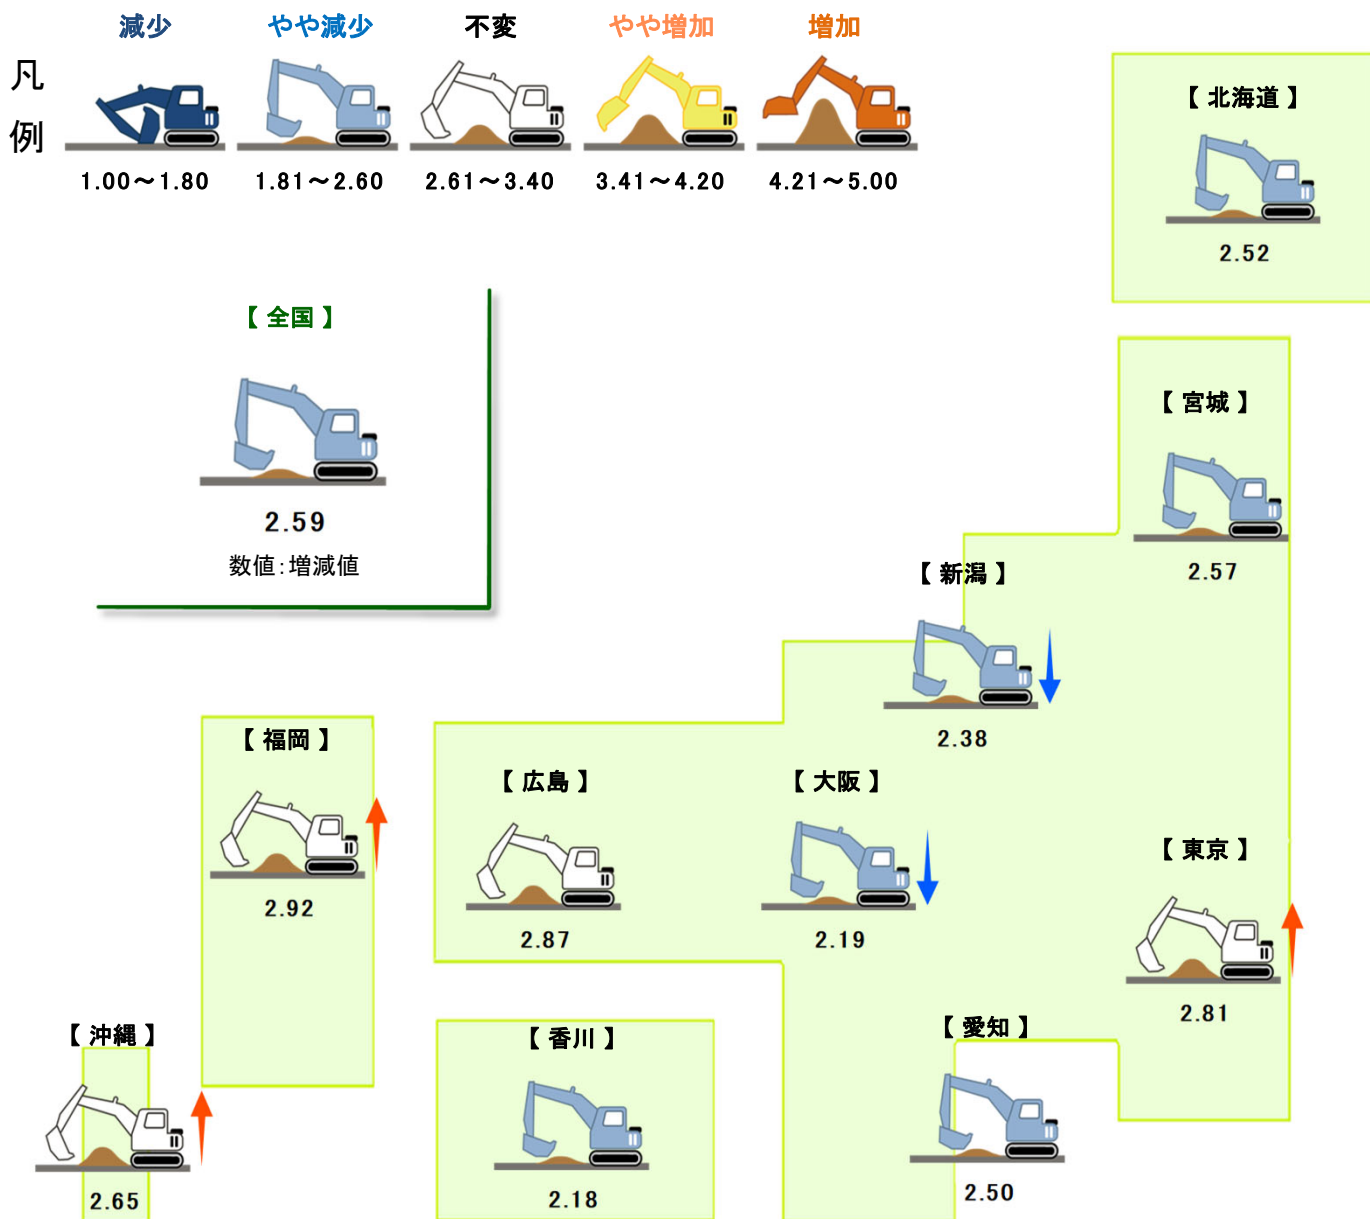 減少 やや減少 不変 やや増加 増加
凡
例
1.00～1.80 1.81～2.60 2.61～3.40 3.41～4.20 4.21～5.00
【 北海道 】
2.52
【 全国 】
2.59
数値：増減値
【 宮城 】
2.57
【 新潟 】
2.38
【 福岡 】
2.92
【 広島 】
2.87
【 大阪 】
2.19
【 東京 】
2.81
【 沖縄 】
2.65
【 香川 】
2.18
【 愛知 】
2.50